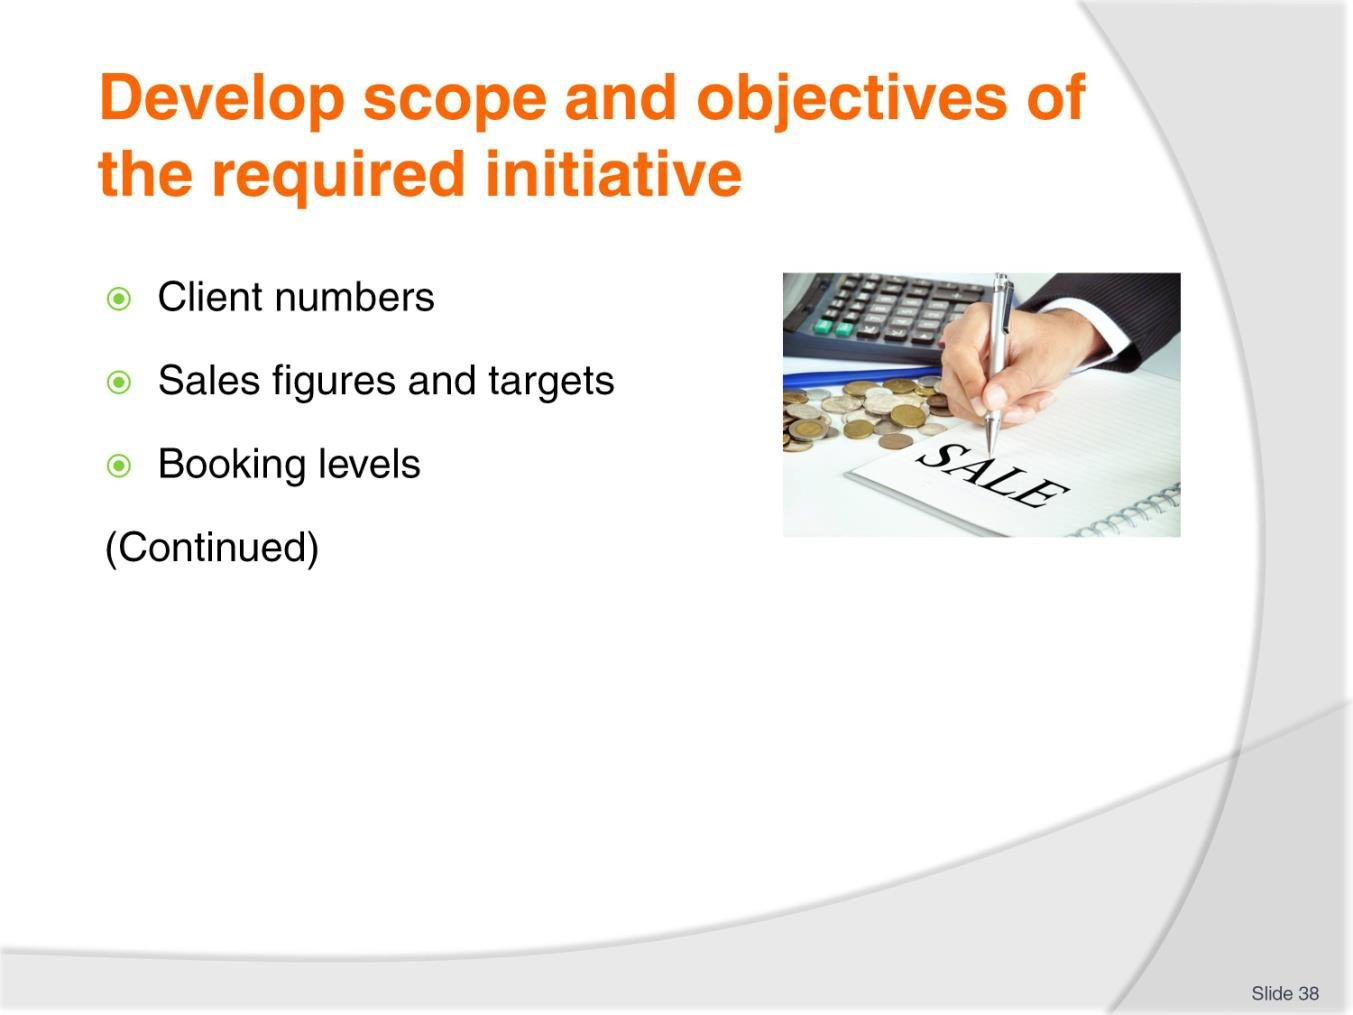 Develop scope and objectives of
the required initiative
Client numbers
Sales figures and targets
Booking levels
(Continued)
SALE
Slide 38